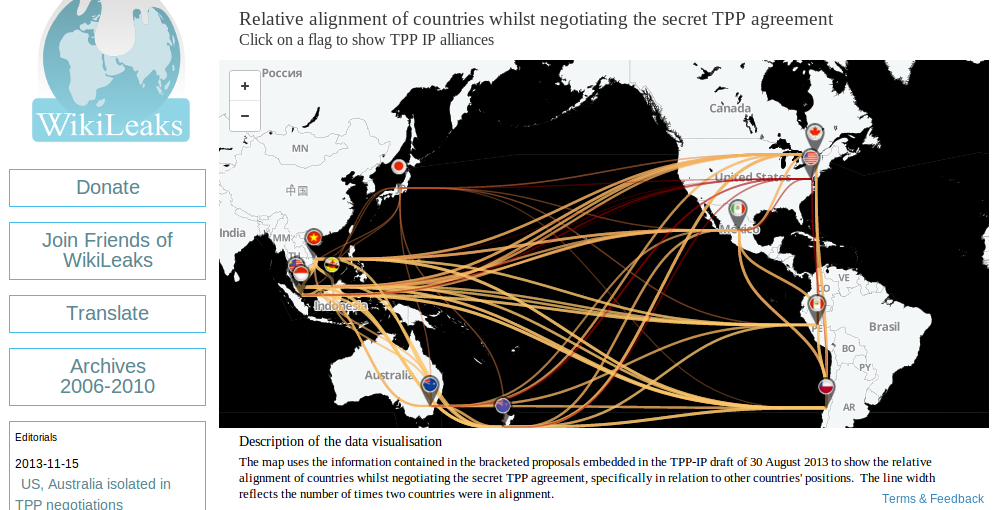 WikiLeaks
Donate
Join Friends of
WikiLeaks
Translate
Archives
2006-2010
Editorials
2013-11-15
US, Australia isolated in
TPP negotiations
Relative alignment of countries whilst negotiating the secret TPP agreement
Click on a flag to show TPP IP alliances
+
−
Россия
Canada
MN
United States
中国
Mexico
India
MM
VE
CO
Indonesia
PE
Brasil
BO
PY
Australia
AR
Description of the data visualisation
The map uses the information contained in the bracketed proposals embedded in the TPP-IP draft of 30 August 2013 to show the relative
alignment of countries whilst negotiating the secret TPP agreement, specifically in relation to other countries' positions. The line width
reflects the number of times two countries were in alignment.
Terms & Feedback